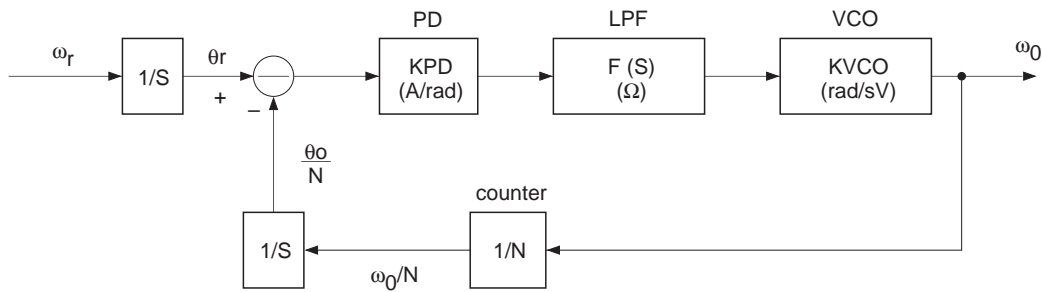 PD
LPF
VCO
ωr
1/S
θr
+
−
KPD
(A/rad)
F (S)
(Ω)
KVCO
(rad/sV)
ω0
θo
N
counter
1/S
ω0/N
1/N